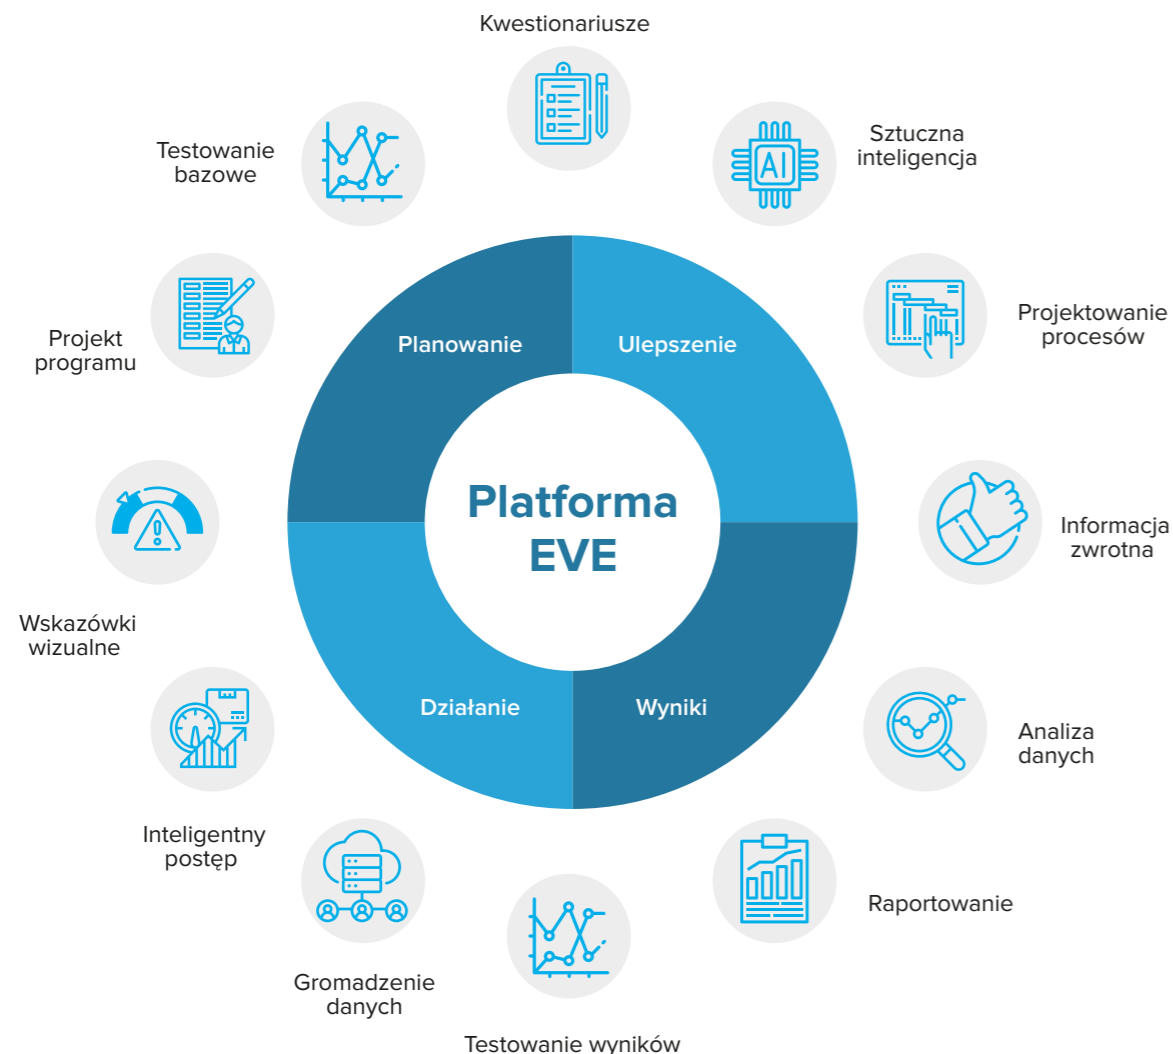 Kwestionariusze
Testowanie
bazowe
Sztuczna
inteligencja
AI
Projekt
programu
Projektowanie
procesów
Planowanie
Ulepszenie
Platforma
EVE
Wskazówki
wizualne
Informacja
zwrotna
Działanie
Wyniki
Inteligentny
postęp
Analiza
danych
Gromadzenie
danych
Raportowanie
Testowanie wyników